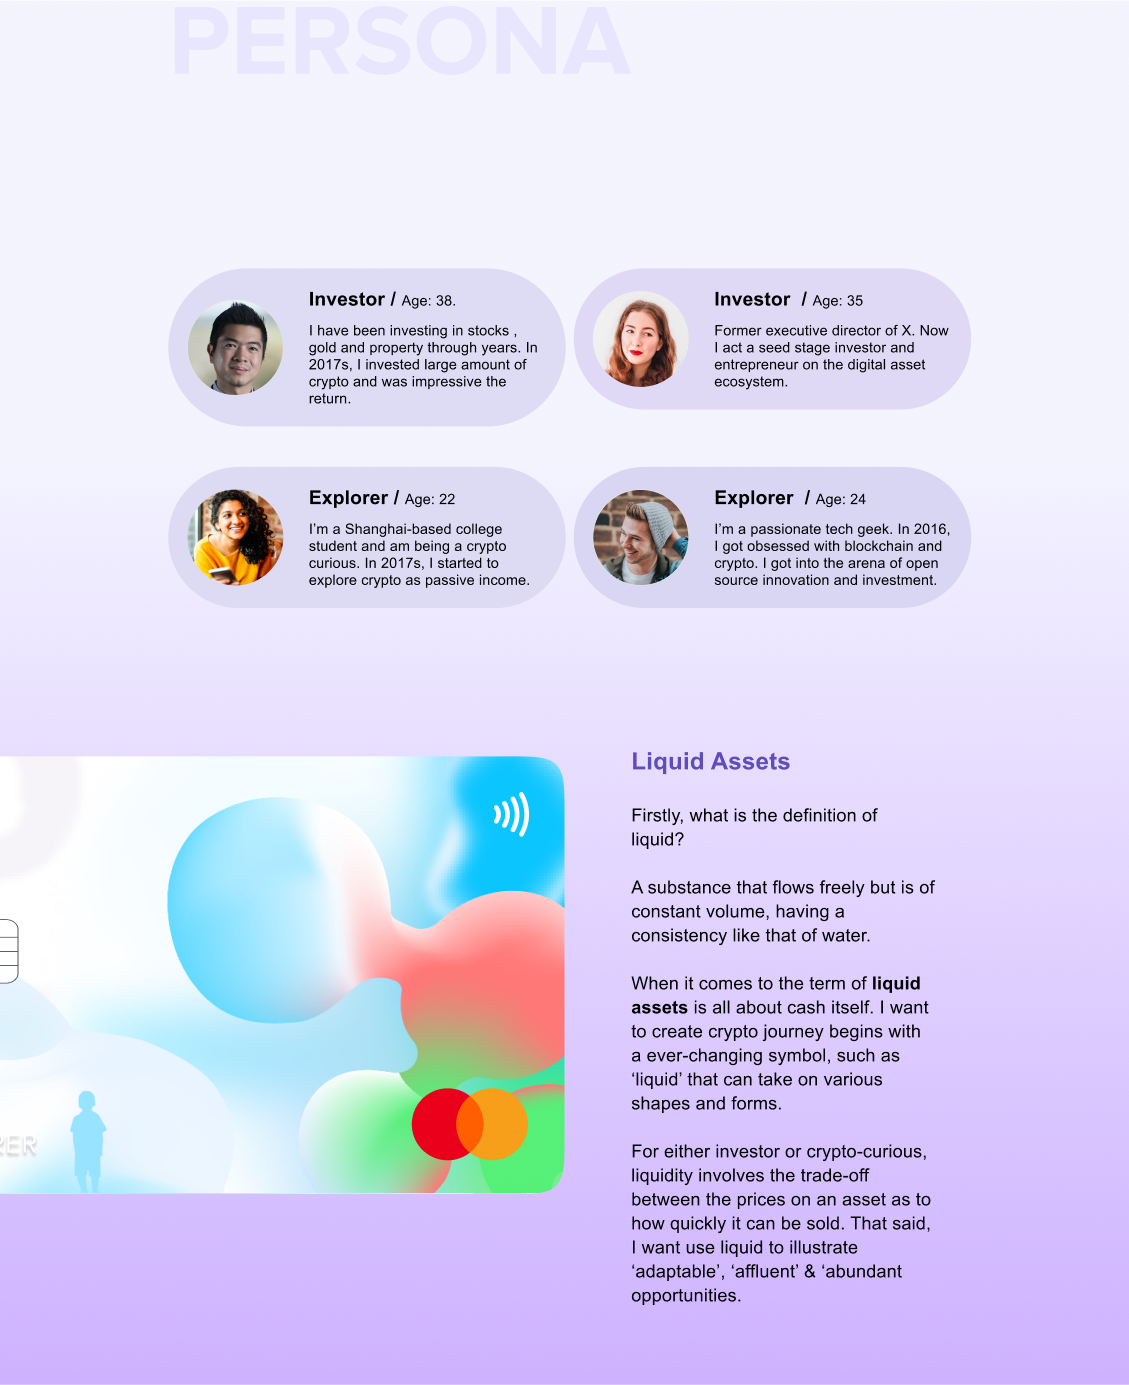 PERSONA
Investor / Age: 38.
I have been investing in stocks ,
gold and property through years. In
2017s, I invested large amount of
crypto and was impressive the
return.
Investor / Age: 35
Former executive director of X. Now
I act a seed stage investor and
entrepreneur on the digital asset
ecosystem.
Explorer / Age: 22
I’m a Shanghai-based college
student and am being a crypto
curious. In 2017s, I started to
explore crypto as passive income.
Explorer / Age: 24
I’m a passionate tech geek. In 2016,
I got obsessed with blockchain and
crypto. I got into the arena of open
source innovation and investment.
RER
Liquid Assets
Firstly, what is the definition of
liquid?
A substance that flows freely but is of
constant volume, having a
consistency like that of water.
When it comes to the term of liquid
assets is all about cash itself. I want
to create crypto journey begins with
a ever-changing symbol, such as
‘liquid’ that can take on various
shapes and forms.
For either investor or crypto-curious,
liquidity involves the trade-off
between the prices on an asset as to
how quickly it can be sold. That said,
I want use liquid to illustrate
‘adaptable’, ‘affluent’ & ‘abundant
opportunities.